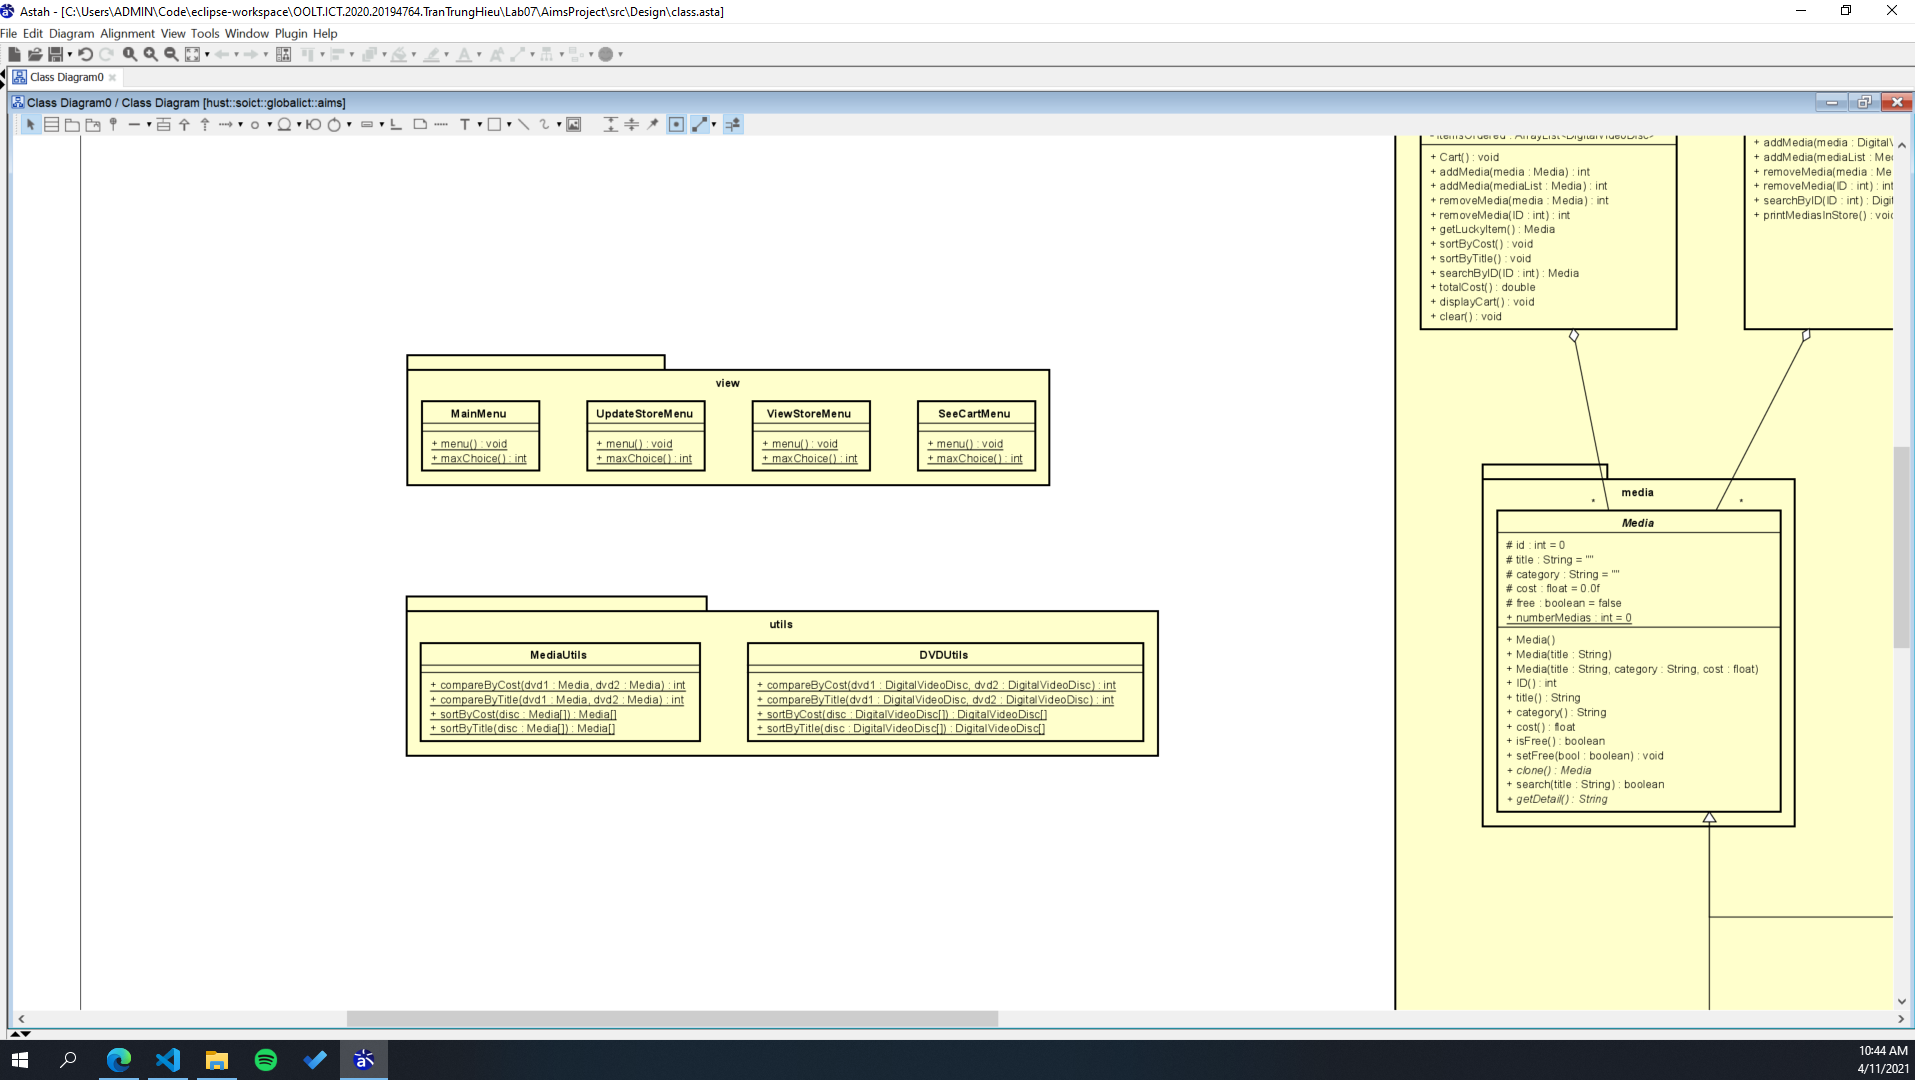 Astah - [C:\Users\ADMIN\Code\eclipse-workspace\OOLT.ICT.2020.20194764.TranTrungHieu\Lab07\AimsProject\src\Design\class.asta]
File Edit Diagram Alignment View Tools Window Plugin Help
Class Diagram0
Class Diagram0 / Class Diagram [hust::soict::globalict::aims]
- itemsOrdered : ArrayList<DigitalVideoDisc>
+ Cart() : void
+ addMedia(media : Media) : int
+ addMedia(mediaList : Media) : int
+ removeMedia(media : Media) : int
+ removeMedia(ID : int) : int
+ getLuckyItem() : Media
+ sortByCost() : void
+ sortByTitle() : void
+ searchByID(ID : int) : Media
+ totalCost() : double
+ displayCart() : void
+ clear() : void
+ addMedia(media : Digital
+ addMedia(mediaList : Me
+ removeMedia(media : Me
+ removeMedia(ID : int) : int
+ searchByID(ID : int) : Digi
+ printMediasInStore() : voi
view
MainMenu
+ menu() : void
+ maxChoice() : int
UpdateStoreMenu
+ menu() : void
+ maxChoice() : int
ViewStoreMenu
+ menu() : void
+ maxChoice() : int
SeeCartMenu
+ menu() : void
+ maxChoice() : int
media
* *
Media
# id : int = 0
# title : String = ""
# category : String = ""
# cost : float = 0.0f
# free : boolean = false
+ numberMedias : int = 0
+ Media()
+ Media(title : String)
+ Media(title : String, category : String, cost : float)
+ ID() : int
+ title() : String
+ category() : String
+ cost() : float
+ isFree() : boolean
+ setFree(bool : boolean) : void
+ clone() : Media
+ search(title : String) : boolean
+ getDetail() : String
utils
MediaUtils
+ compareByCost(dvd1 : Media, dvd2 : Media) : int
+ compareByTitle(dvd1 : Media, dvd2 : Media) : int
+ sortByCost(disc : Media[]) : Media[]
+ sortByTitle(disc : Media[]) : Media[]
DVDUtils
+ compareByCost(dvd1 : DigitalVideoDisc, dvd2 : DigitalVideoDisc) : int
+ compareByTitle(dvd1 : DigitalVideoDisc, dvd2 : DigitalVideoDisc) : int
+ sortByCost(disc : DigitalVideoDisc[]) : DigitalVideoDisc[]
+ sortByTitle(disc : DigitalVideoDisc[]) : DigitalVideoDisc[]
10:44 AM
4/11/2021